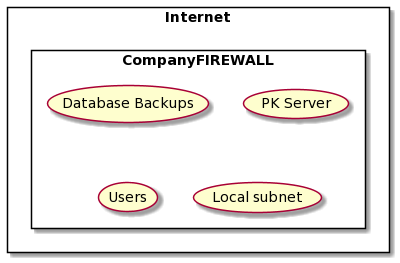 Internet
CompanyFIREWALL
Database Backups
PK Server
Users
Local subnet